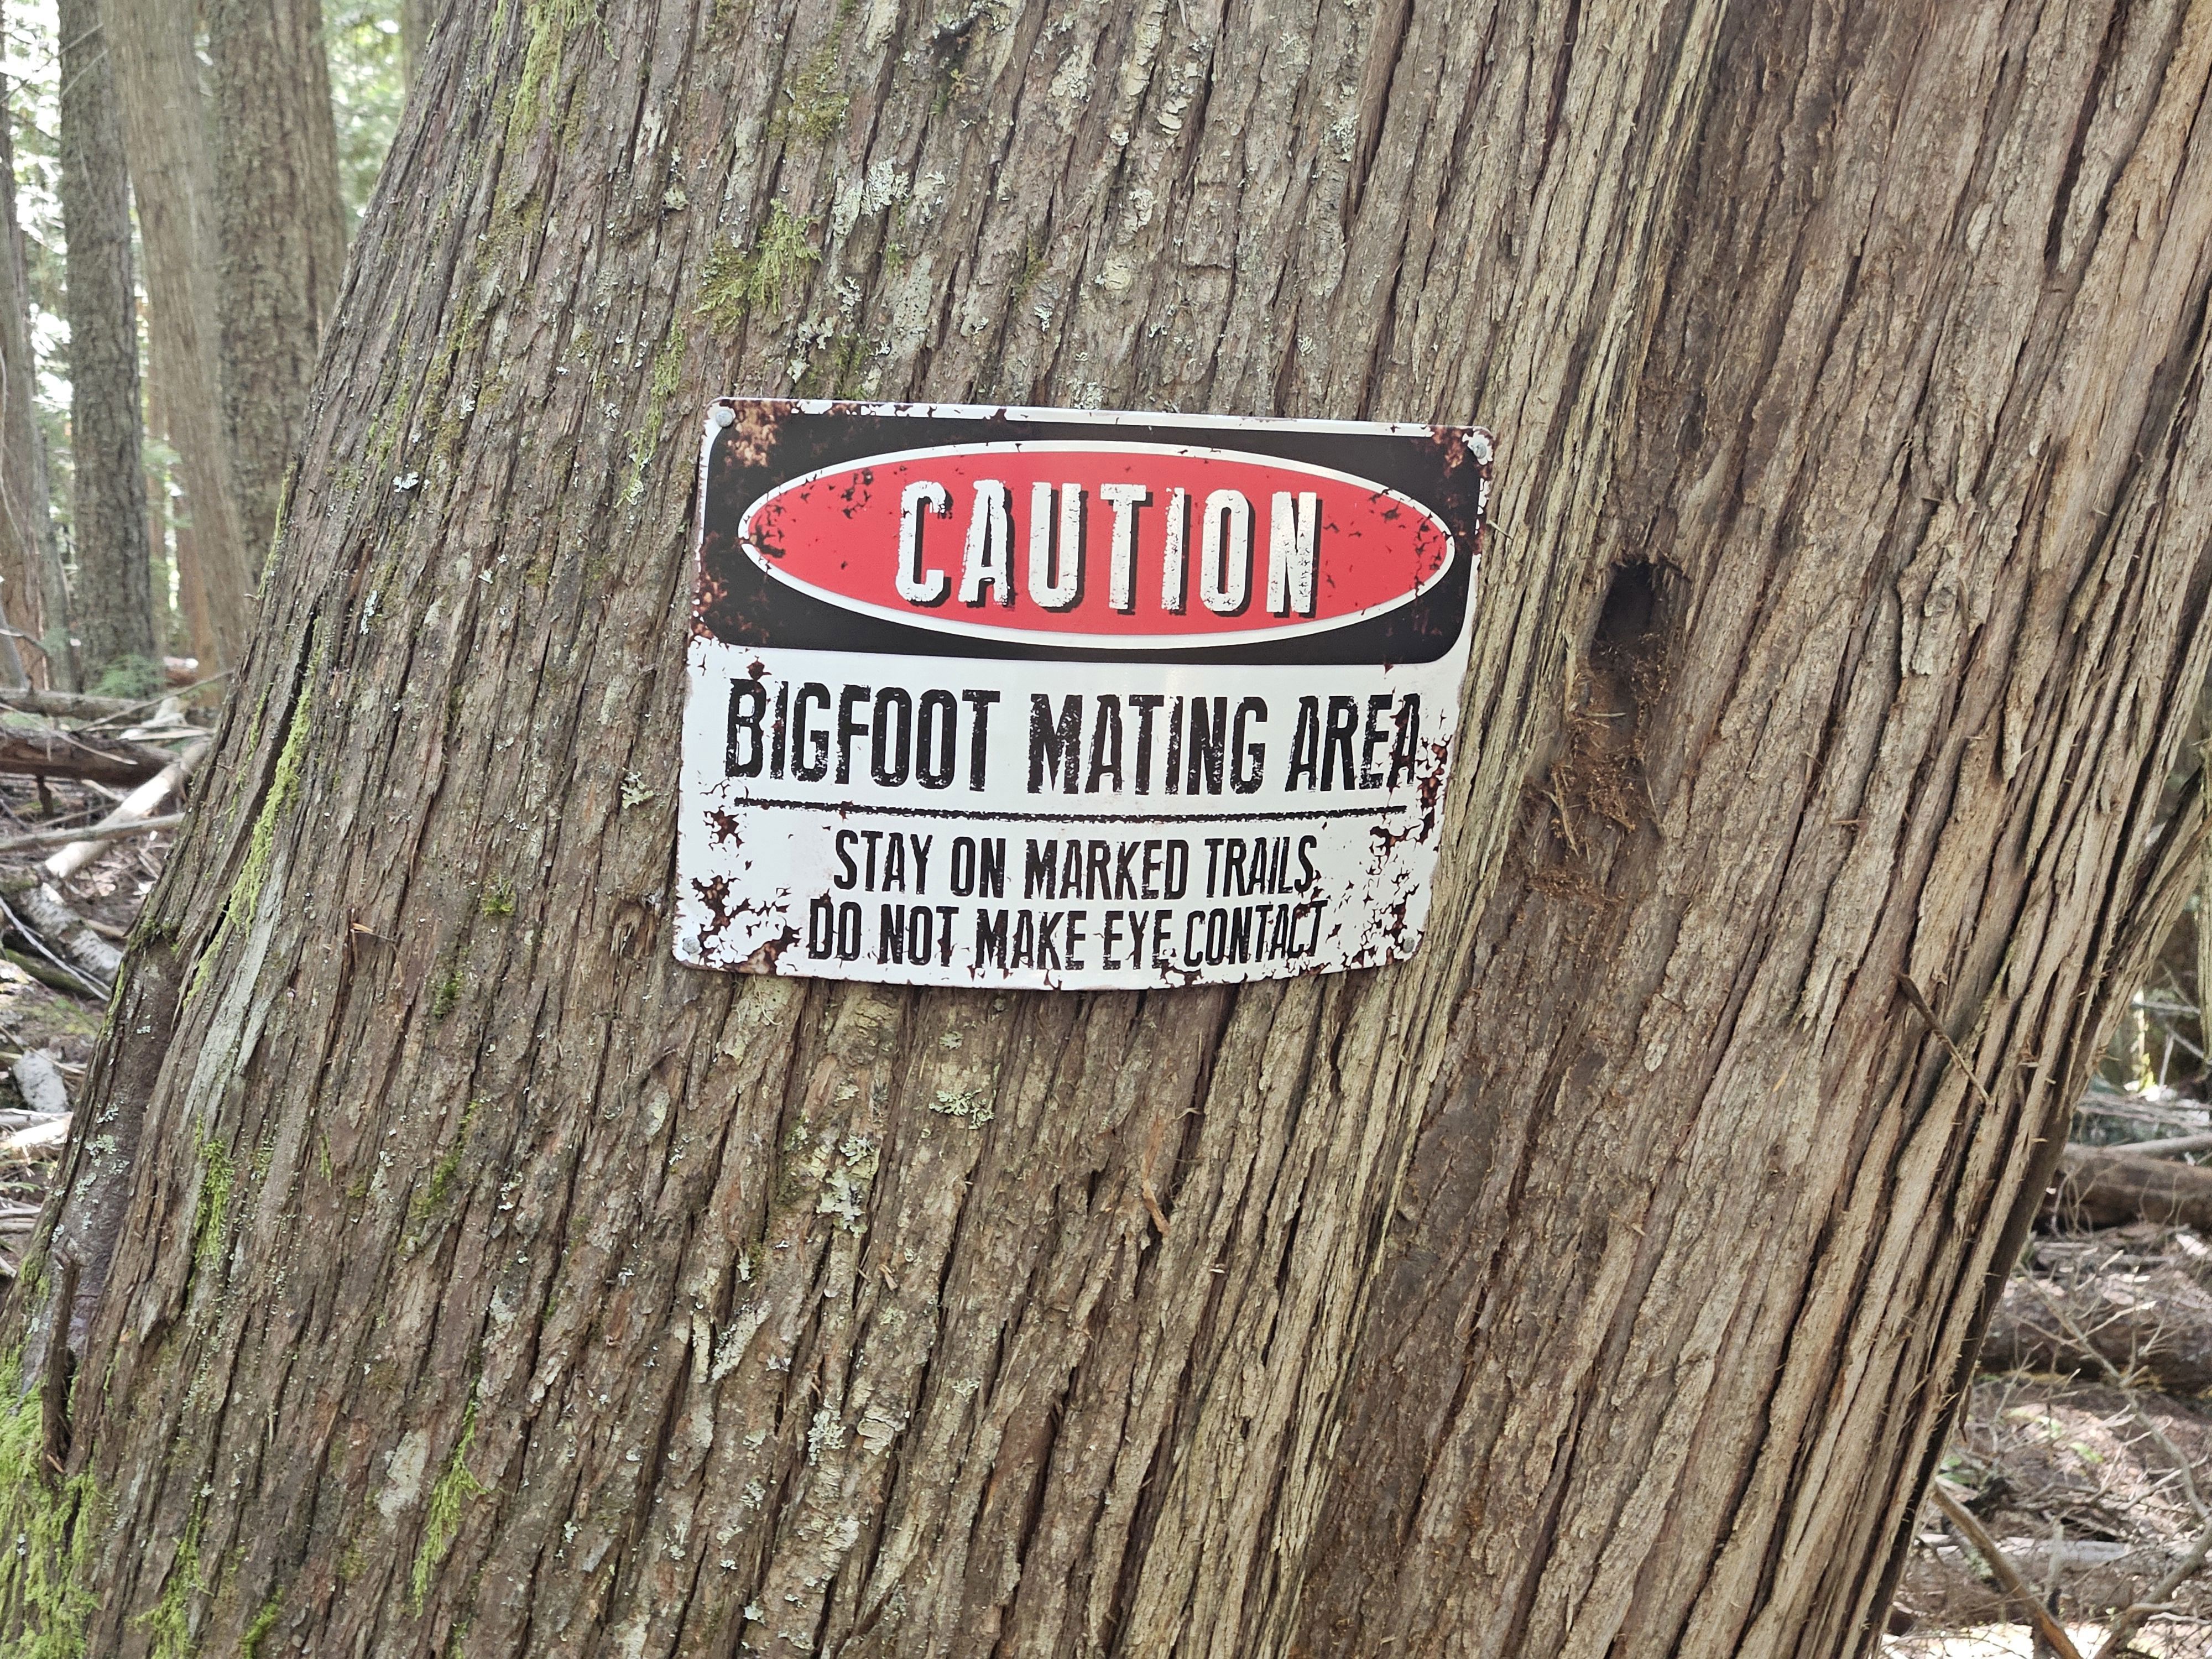 CAUTION
BIGFOOT MATING AREA
STAY ON MARKED TRAILS
DO NOT MAKE EYE CONTACT